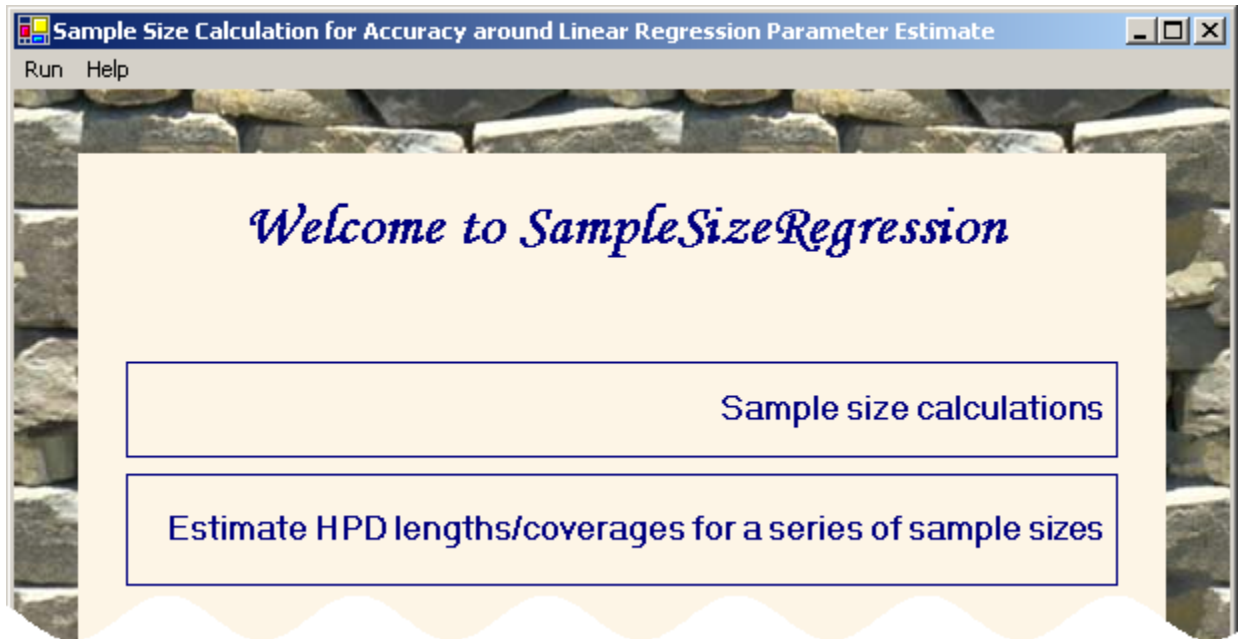 Sample Size Calculation for Accuracy around Linear Regression Parameter Estimate
Run Help
Welcome to SampleSizeRegression
Sample size calculations
Estimate HPD lengths/coverages for a series of sample sizes